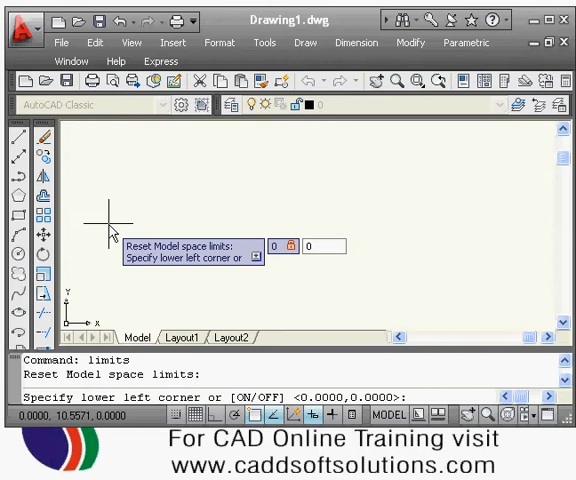 Drawing1.dwg
File Edit View Insert Format Tools Draw Dimension Modify Parametric
Window Help Express
AutoCAD Classic
0
Reset Model space limits:
Specify lower left corner or
0 0
Y
X
Model Layout1 Layout2
Command: limits
Reset Model space limits:
Specify lower left corner or [ON/OFF] <0.0000,0.0000>:
0.0000, 10.5571, 0.0000 MODEL
For CAD Online Training visit
www.caddsoftsolutions.com